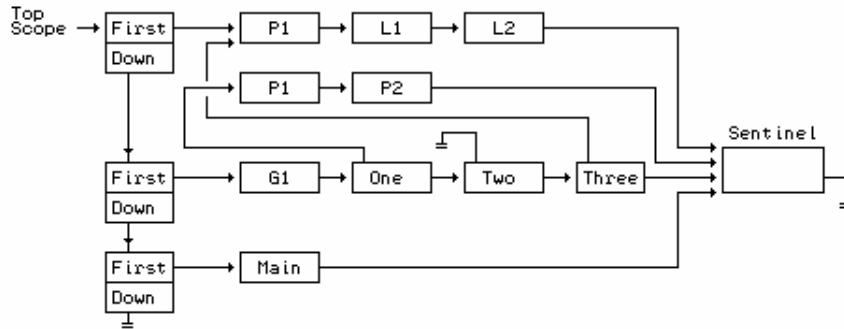 Top
Scope
First P1 L1 L2
Down
P1 P2
Sentinel
First G1 One Two Three
Down
First Main
Down